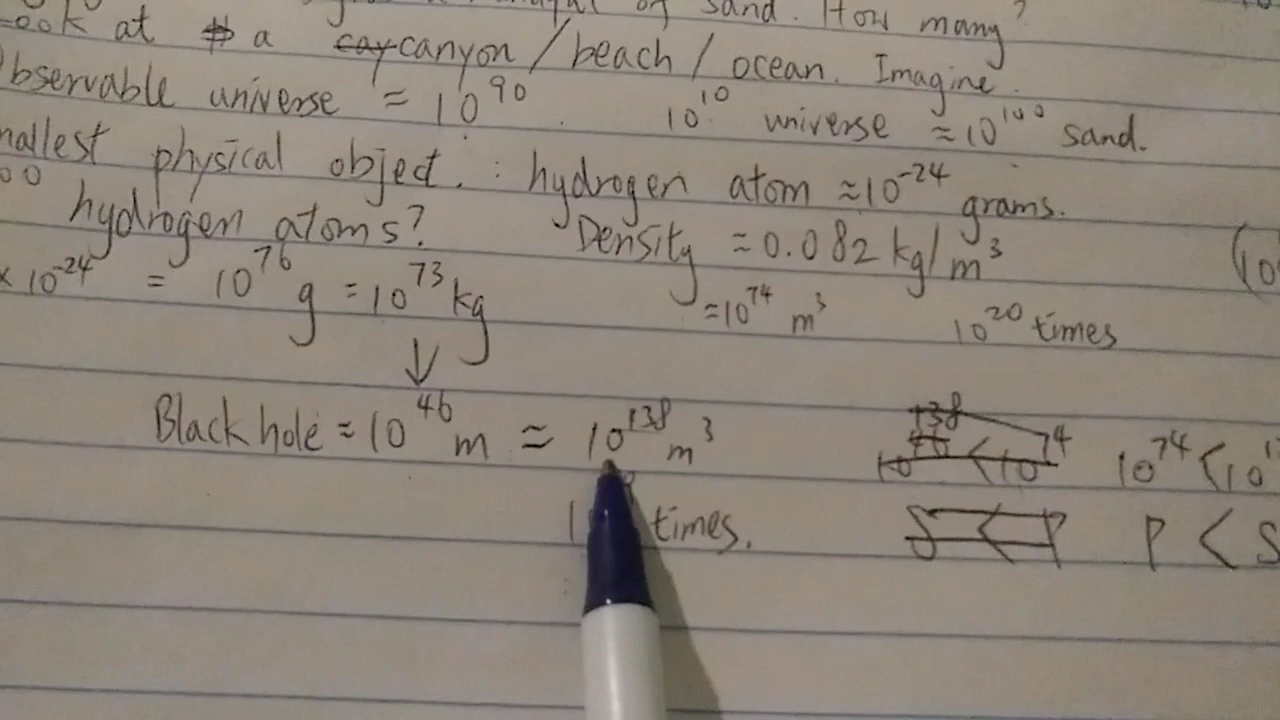 of sand. How many?
look at a canyon / beach / ocean. Imagine.
bservable universe = 10^90. 10^10 universe ≈ 10^100 sand.
mallest physical object. : hydrogen atom ≈ 10^-24 grams.
00 hydrogen atoms? Density ≈ 0.082 kg/m^3
× 10^-24 = 10^76 g = 10^73 kg = 10^74 m^3 10^20 times
↓
Black hole ≈ 10^46 m ≈ 10^138 m^3 10^74 < 10
times. P < S